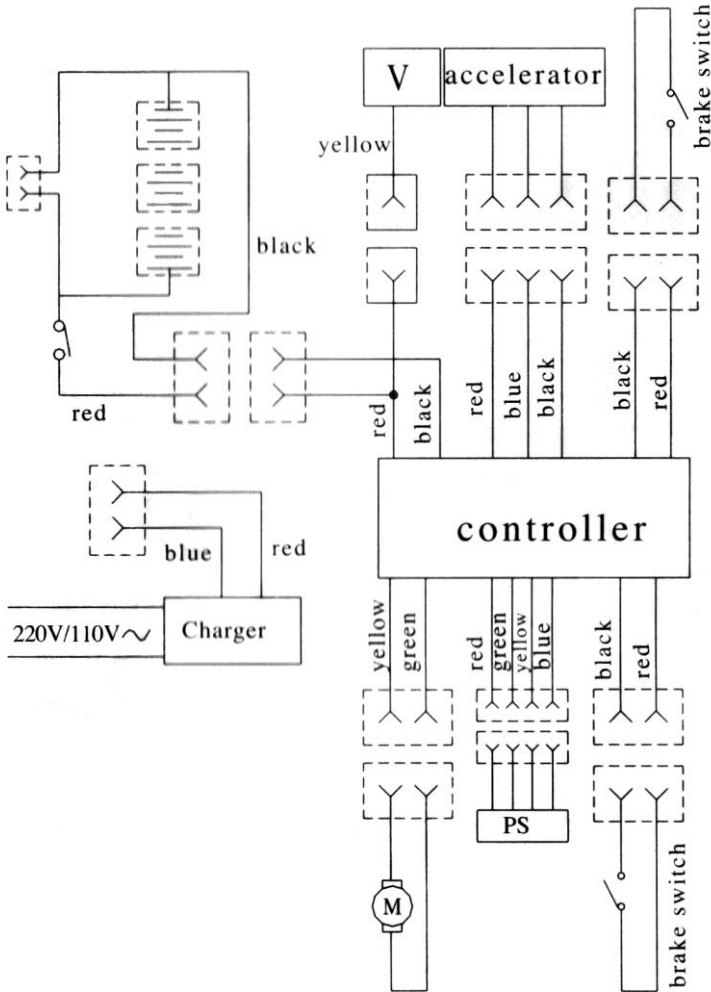 brake switch
V
accelerator
yellow
black
red
red
black
red
blue
black
black
red
controller
blue
red
220V/110V～
Charger
yellow
green
red
green
yellow
blue
black
red
PS
M
brake switch